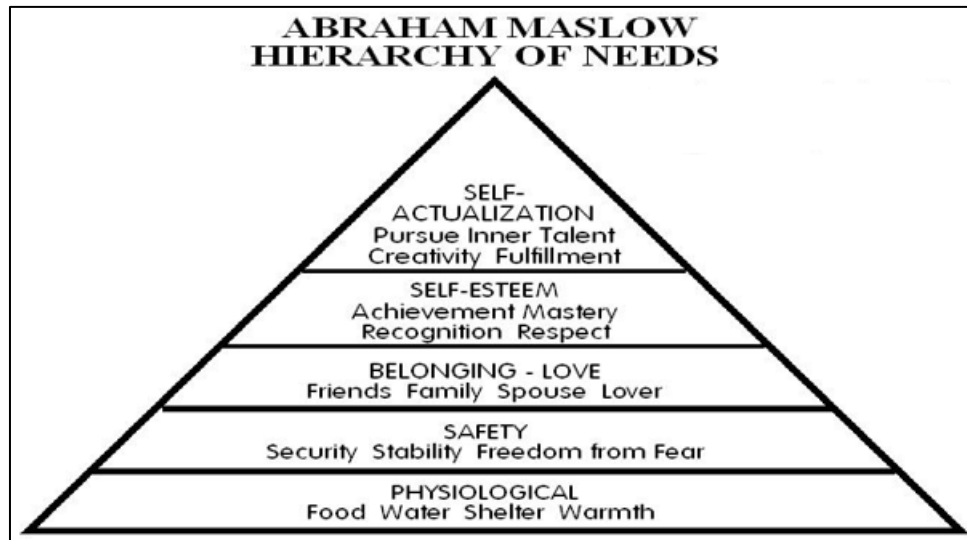 ABRAHAM MASLOW
HIERARCHY OF NEEDS
SELF-
ACTUALIZATION
Pursue Inner Talent
Creativity Fulfillment
SELF-ESTEEM
Achievement Mastery
Recognition Respect
BELONGING - LOVE
Friends Family Spouse Lover
SAFETY
Security Stability Freedom from Fear
PHYSIOLOGICAL
Food Water Shelter Warmth